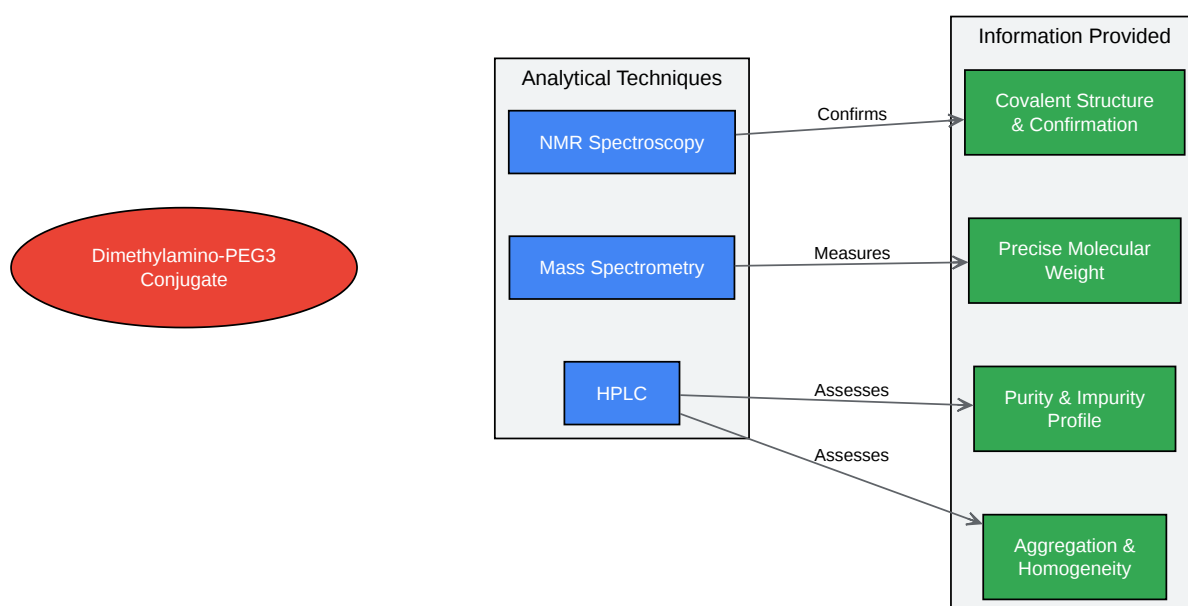 Information Provided
Analytical Techniques
Covalent Structure
& Confirmation
Confirms
NMR Spectroscopy
Dimethylamino-PEG3
Conjugate
Measures
Mass Spectrometry
Precise Molecular
Weight
HPLC
Assesses
Purity & Impurity
Profile
Assesses
Aggregation &
Homogeneity